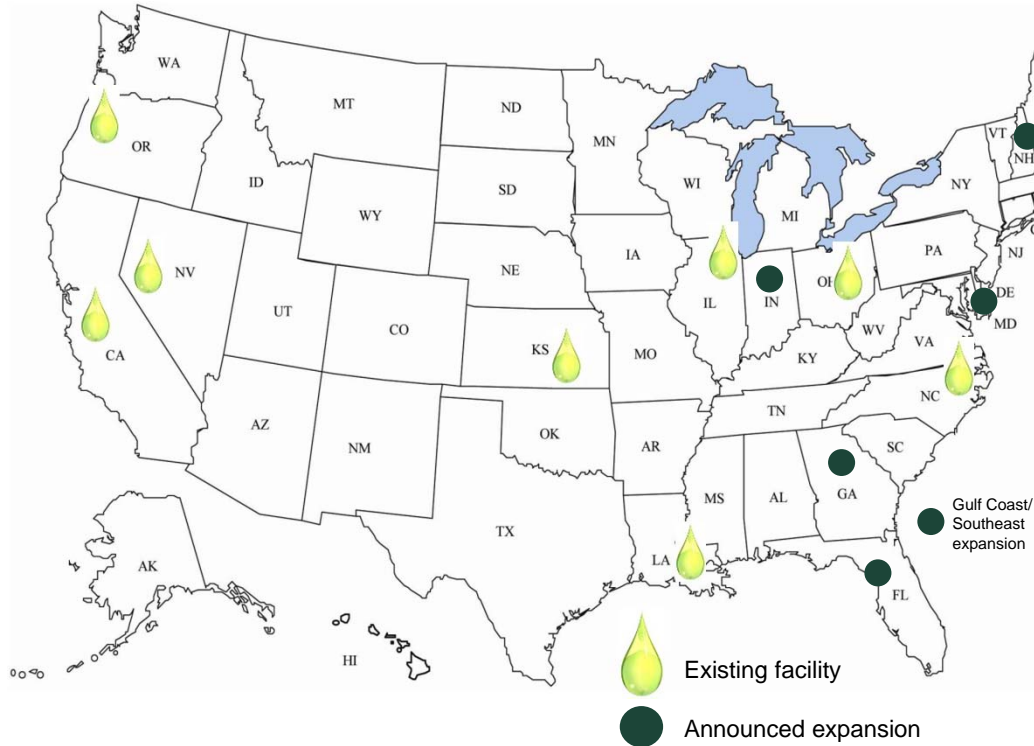 WA
MT
ND
MN
VT
NH
OR
ID
SD
WI
NY
WY
MI
IA
PA
NJ
NV
NE
OH
DE
UT
IL
IN
MD
CO
WV
CA
KS
MO
VA
KY
NC
TN
AZ
OK
NM
AR
SC
MS
AL
GA
TX
Gulf Coast/
Southeast
expansion
LA
AK
FL
HI
Existing facility
Announced expansion